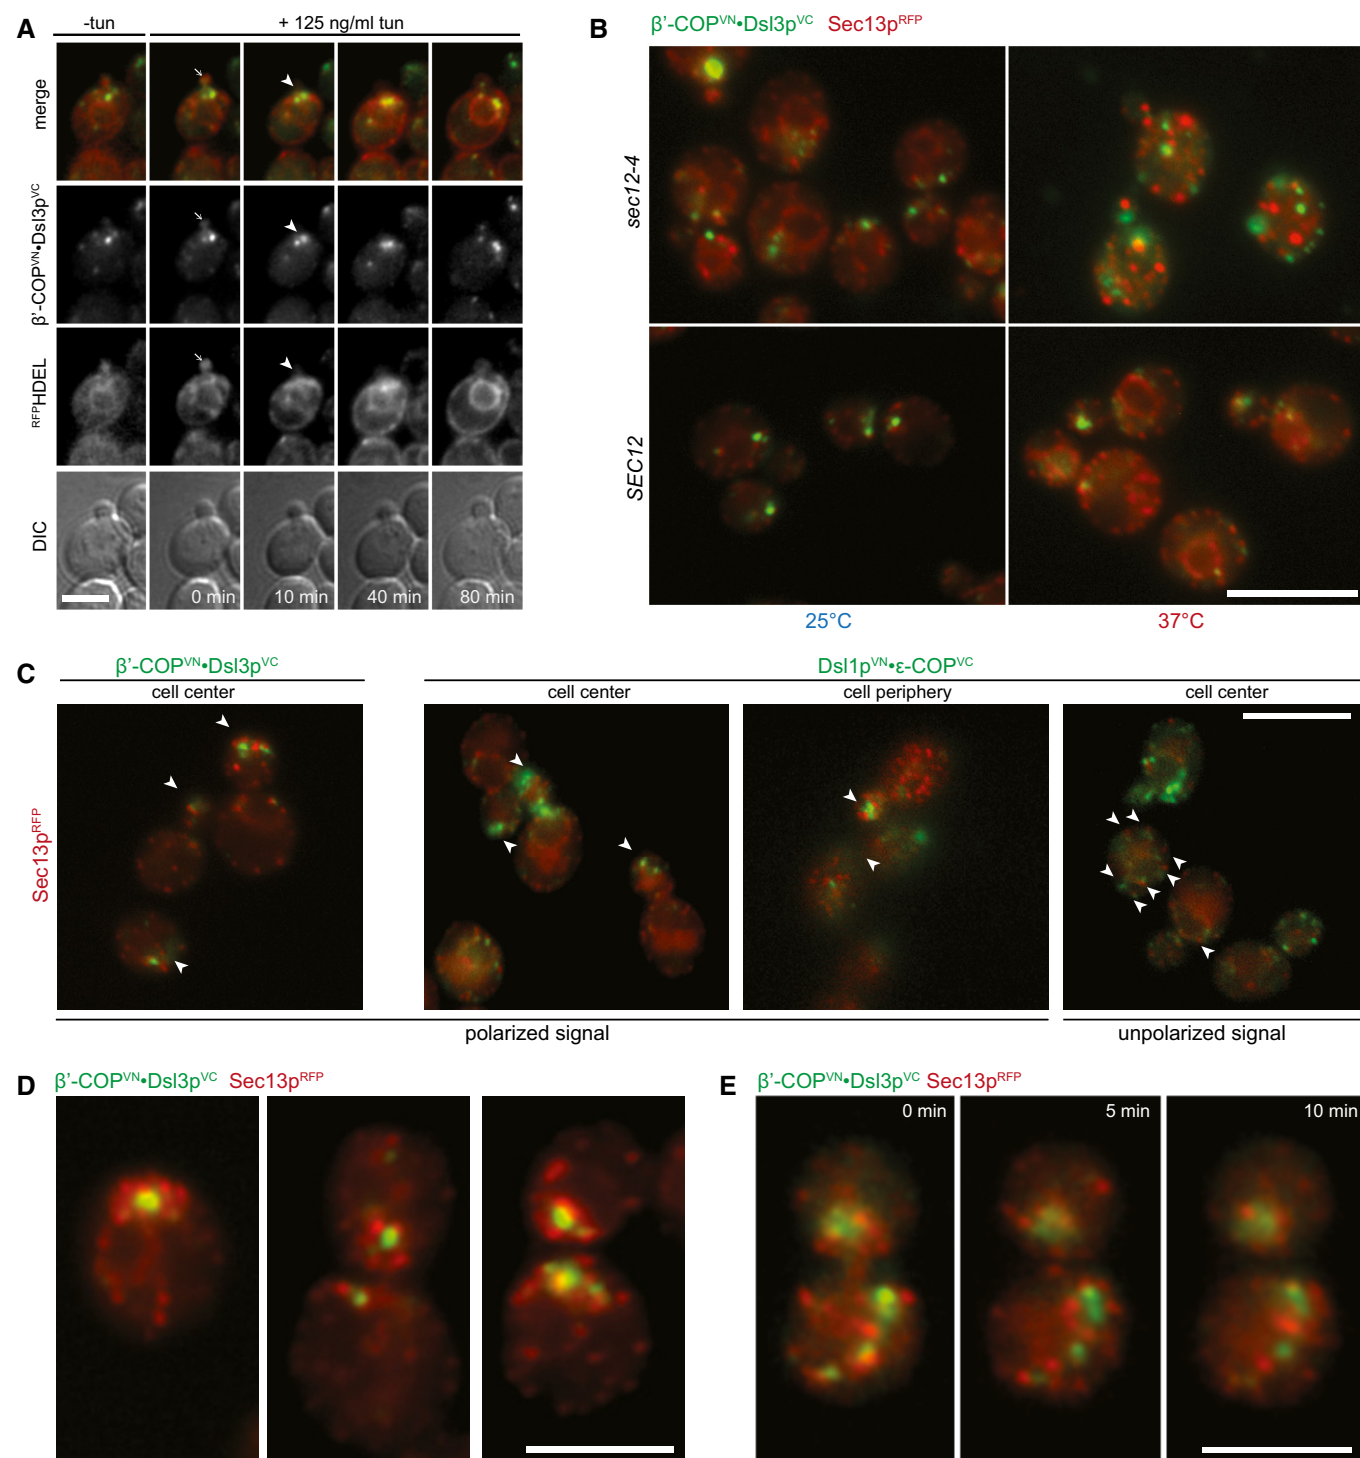 A
-tun
+ 125 ng/ml tun
merge
β’-COPᵛᴺ•Dsl3pᵛᶜ
ᴿᶠᴾHDEL
DIC
0 min
10 min
40 min
80 min
B
β’-COPᵛᴺ•Dsl3pᵛᶜ Sec13pᴿᶠᴾ
sec12-4
SEC12
25°C
37°C
C
β’-COPᵛᴺ•Dsl3pᵛᶜ
Dsl1pᵛᴺ•ε-COPᵛᶜ
cell center
cell center
cell periphery
cell center
Sec13pᴿᶠᴾ
polarized signal
unpolarized signal
D
β’-COPᵛᴺ•Dsl3pᵛᶜ Sec13pᴿᶠᴾ
E
β’-COPᵛᴺ•Dsl3pᵛᶜ Sec13pᴿᶠᴾ
0 min
5 min
10 min